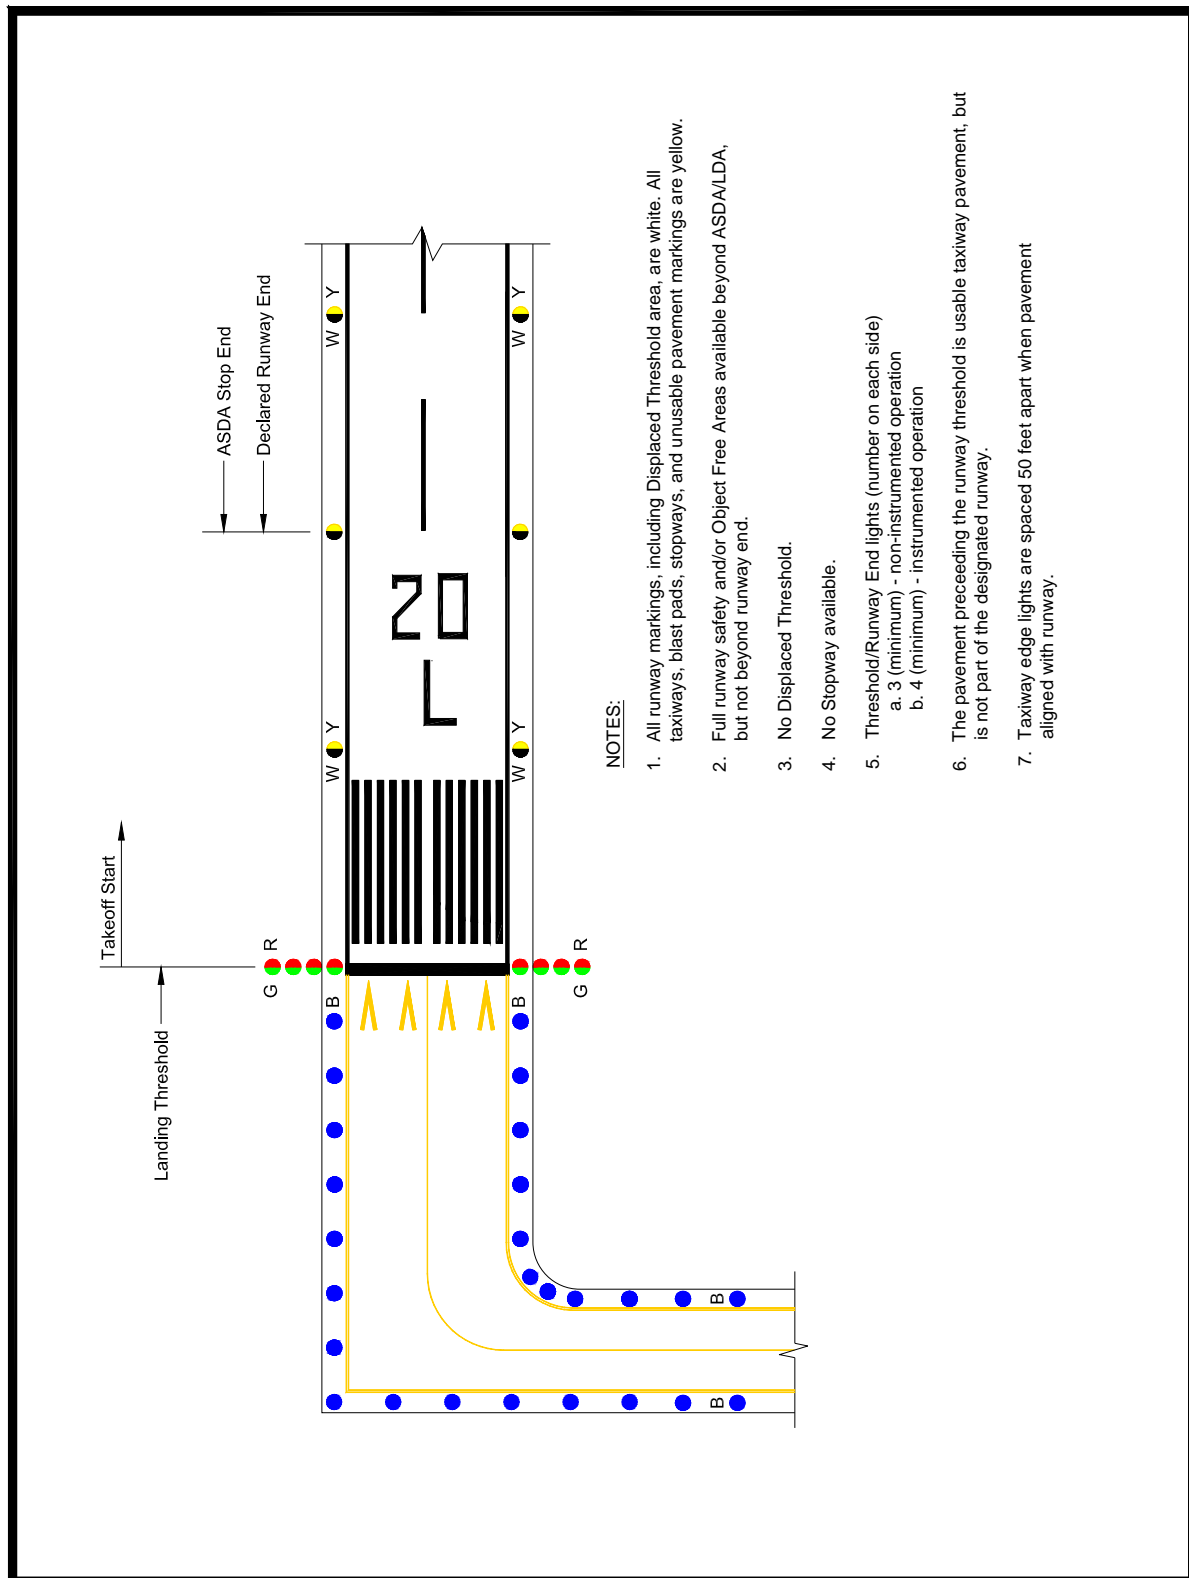 Landing Threshold
Takeoff Start
ASDA Stop End
Declared Runway End
G R
B
W Y
W Y
20
L
B
G R
W Y
W Y
B
B
NOTES:
1. All runway markings, including Displaced Threshold area, are white. All
taxiways, blast pads, stopways, and unusable pavement markings are yellow.
2. Full runway safety and/or Object Free Areas available beyond ASDA/LDA,
but not beyond runway end.
3. No Displaced Threshold.
4. No Stopway available.
5. Threshold/Runway End lights (number on each side)
a. 3 (minimum) - non-instrumented operation
b. 4 (minimum) - instrumented operation
6. The pavement preceeding the runway threshold is usable taxiway pavement, but
is not part of the designated runway.
7. Taxiway edge lights are spaced 50 feet apart when pavement
aligned with runway.